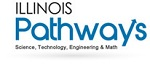 ILLINOIS
Pathways
Science, Technology, Engineering & Math